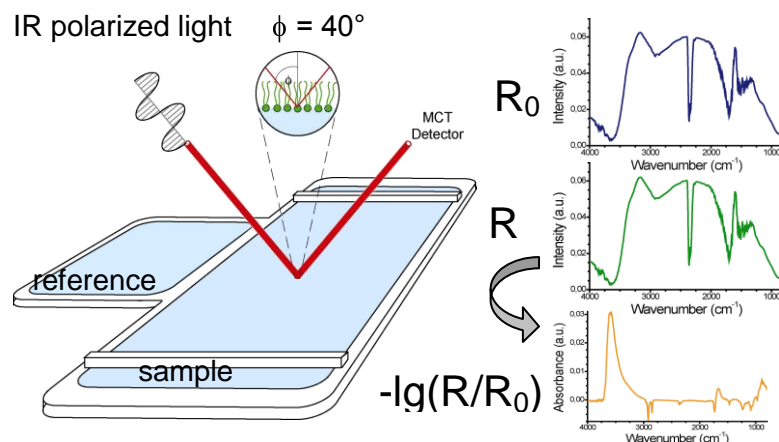 IR polarized light ϕ = 40°
ϕ
MCT
Detector
reference
sample
R₀
Intensity (a.u.)
0,06
0,04
0,02
0,00
4000 3000 2000 1000
Wavenumber (cm⁻¹)
R
Intensity (a.u.)
0,06
0,04
0,02
0,00
4000 3000 2000 1000
Wavenumber (cm⁻¹)
-lg(R/R₀)
Absorbance (a.u.)
0,03
0,02
0,01
0,00
4000 3000 2000 1000
Wavenumber (cm⁻¹)